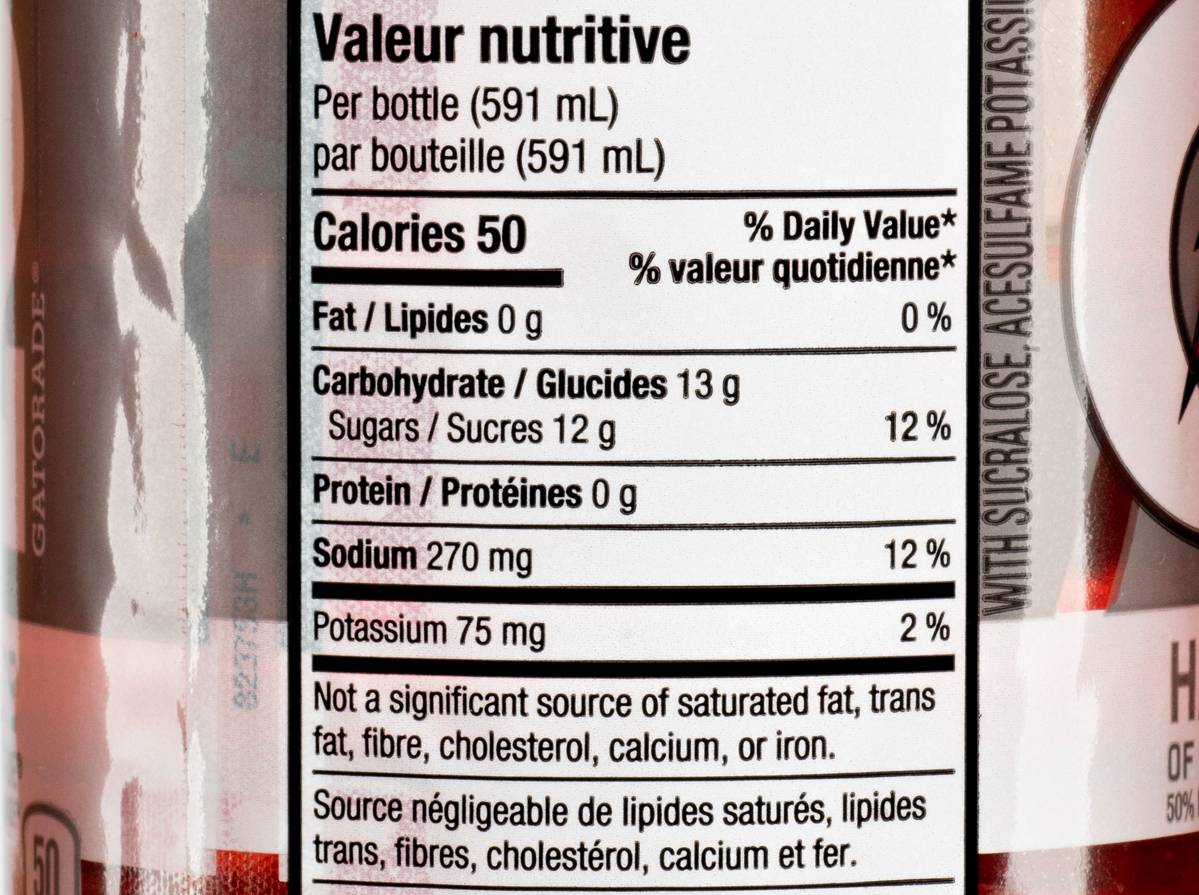 Valeur nutritive
Per bottle (591 mL)
par bouteille (591 mL)
Calories 50
% Daily Value*
% valeur quotidienne*
Fat / Lipides 0 g 0 %
Carbohydrate / Glucides 13 g
Sugars / Sucres 12 g 12 %
Protein / Protéines 0 g
Sodium 270 mg 12 %
Potassium 75 mg 2 %
Not a significant source of saturated fat, trans
fat, fibre, cholesterol, calcium, or iron.
Source négligeable de lipides saturés, lipides
trans, fibres, cholestérol, calcium et fer.
WITH SUCRALOSE, ACESULFAME POTASSI
GATORADE
50
H
OF
50%